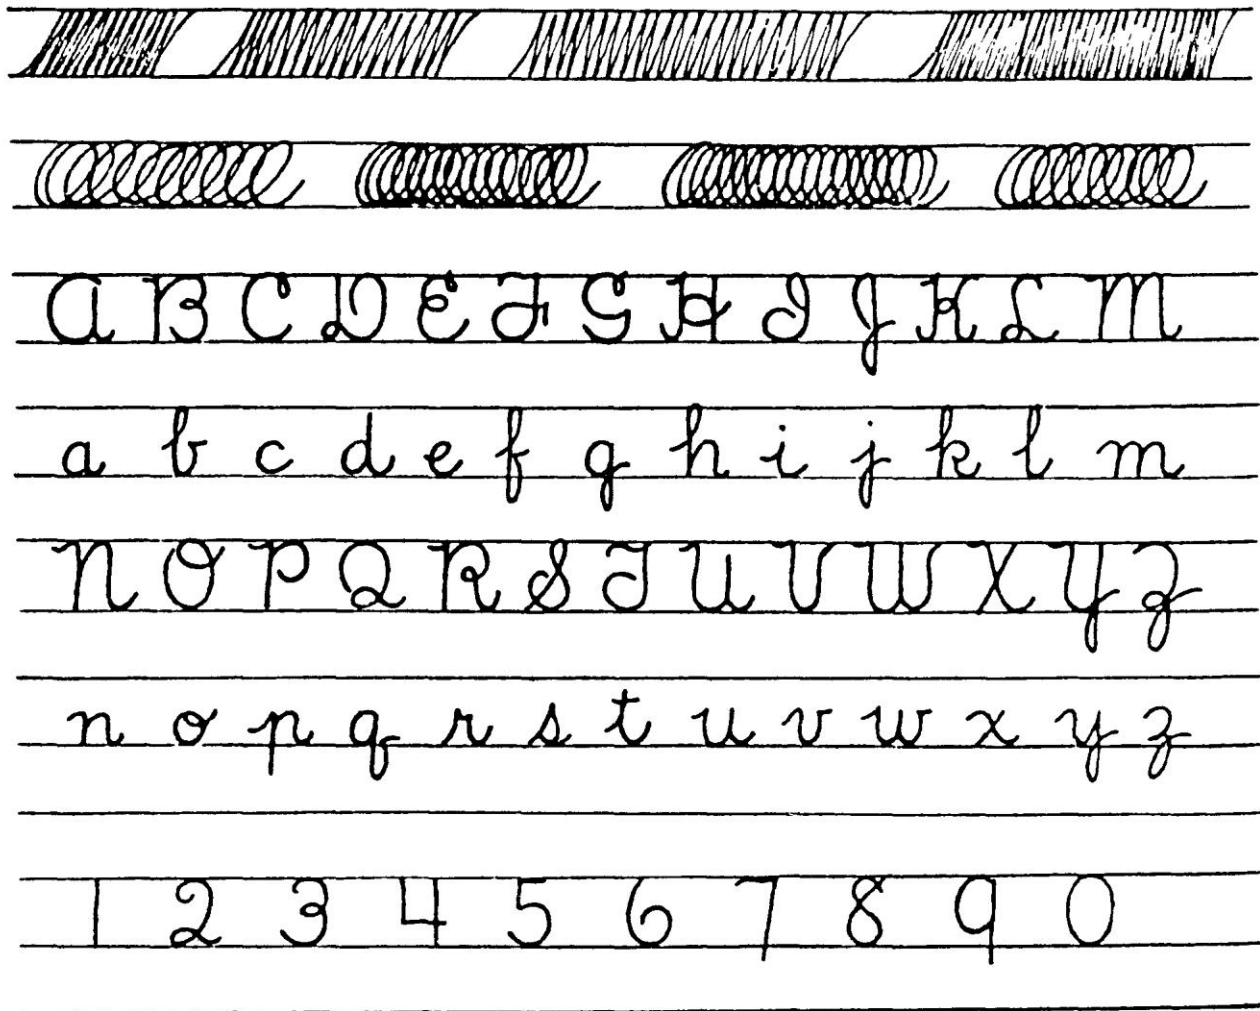 A B C D E F G H I J K L M
a b c d e f g h i j k l m
N O P Q R S T U V W X Y Z
n o p q r s t u v w x y z
1 2 3 4 5 6 7 8 9 0